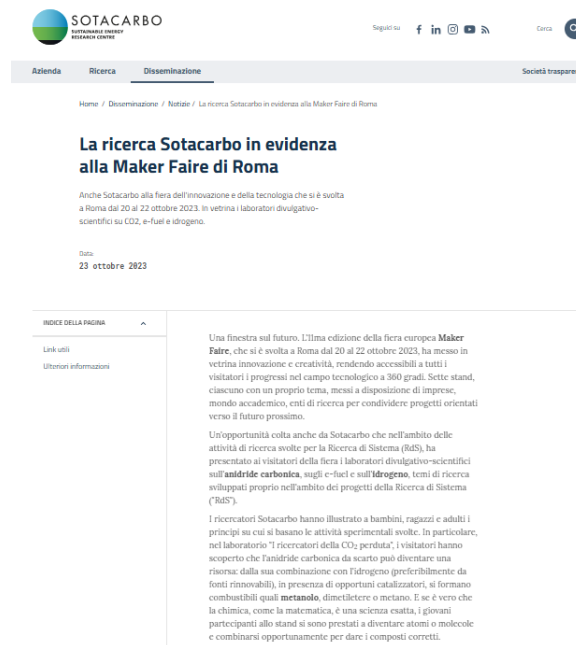 SOTACARBO
SUSTAINABLE ENERGY
RESEARCH CENTRE
Seguici su
Cerca
Azienda
Ricerca
Disseminazione
Società trasparen
Home / Disseminazione / Notizie / La ricerca Sotacarbo in evidenza alla Maker Faire di Roma
La ricerca Sotacarbo in evidenza
alla Maker Faire di Roma
Anche Sotacarbo alla fiera dell'innovazione e della tecnologia che si è svolta
a Roma dal 20 al 22 ottobre 2023. In vetrina i laboratori divulgativo-
scientifici su CO2, e-fuel e idrogeno.
Data:
23 ottobre 2023
INDICE DELLA PAGINA
Link utili
Ulteriori informazioni
Una finestra sul futuro. L'11ma edizione della fiera europea Maker
Faire, che si è svolta a Roma dal 20 al 22 ottobre 2023, ha messo in
vetrina innovazione e creatività, rendendo accessibili a tutti i
visitatori i progressi nel campo tecnologico a 360 gradi. Sette stand,
ciascuno con un proprio tema, messi a disposizione di imprese,
mondo accademico, enti di ricerca per condividere progetti orientati
verso il futuro prossimo.
Un'opportunità colta anche da Sotacarbo che nell'ambito delle
attività di ricerca svolte per la Ricerca di Sistema (RdS), ha
presentato ai visitatori della fiera i laboratori divulgativo-scientifici
sull'anidride carbonica, sugli e-fuel e sull'idrogeno, temi di ricerca
sviluppati proprio nell'ambito dei progetti della Ricerca di Sistema
("RdS").
I ricercatori Sotacarbo hanno illustrato a bambini, ragazzi e adulti i
principi su cui si basano le attività sperimentali svolte. In particolare,
nel laboratorio "I ricercatori della CO₂ perduta", i visitatori hanno
scoperto che l'anidride carbonica da scarto può diventare una
risorsa: dalla sua combinazione con l'idrogeno (preferibilmente da
fonti rinnovabili), in presenza di opportuni catalizzatori, si formano
combustibili quali metanolo, dimetiletere o metano. E se è vero che
la chimica, come la matematica, è una scienza esatta, i giovani
partecipanti allo stand si sono prestati a diventare atomi o molecole
e combinarsi opportunamente per dare i composti corretti.